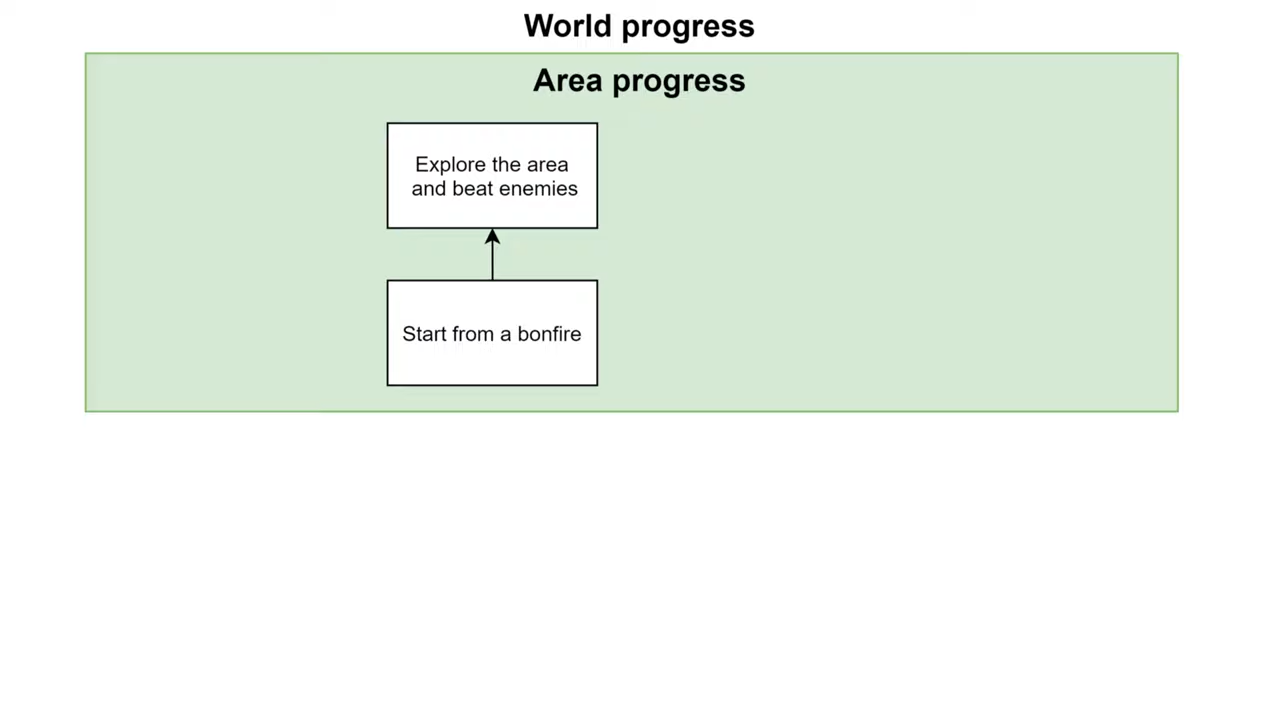 World progress
Area progress
Explore the area
and beat enemies
Start from a bonfire